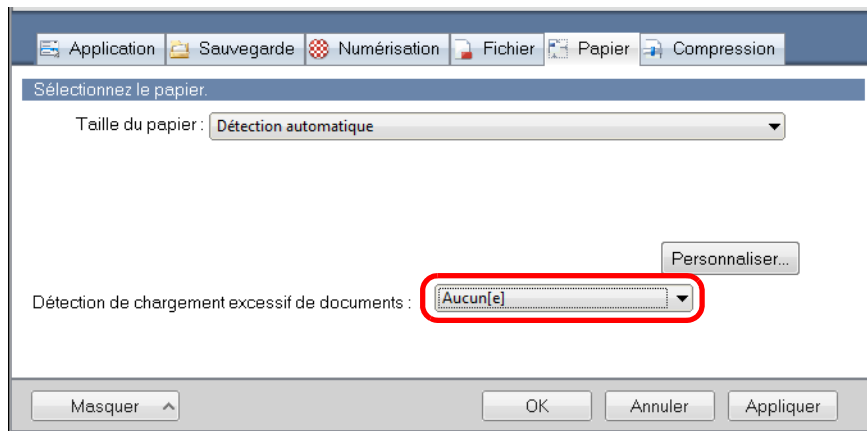 Application Sauvegarde Numérisation Fichier Papier Compression
Sélectionnez le papier.
Taille du papier : Détection automatique
Personnaliser...
Détection de chargement excessif de documents : Aucun[e]
Masquer OK Annuler Appliquer